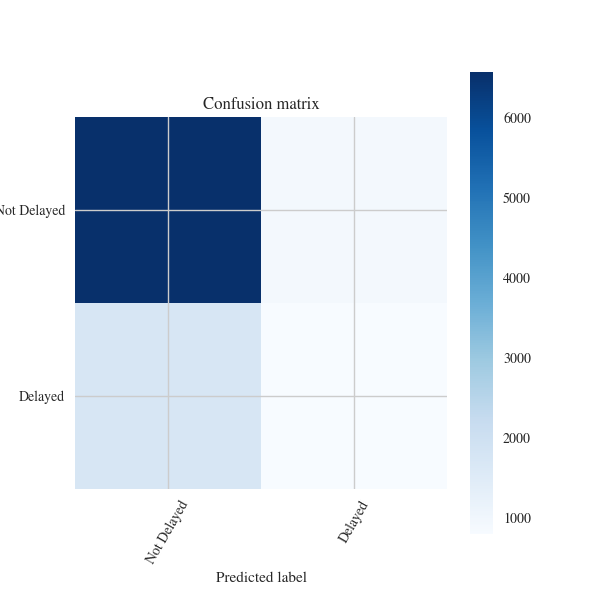 Confusion matrix
Not Delayed
Delayed
Not Delayed
Delayed
Predicted label
6000
5000
4000
3000
2000
1000